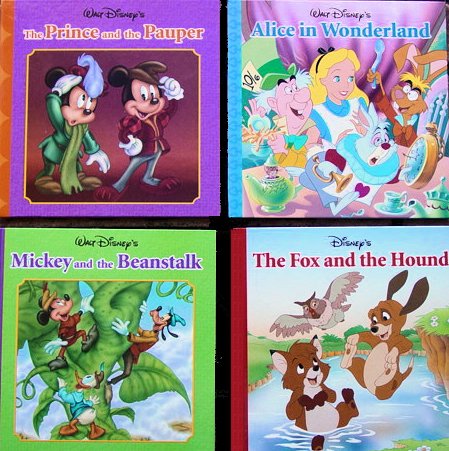 Walt Disney's
The Prince and the Pauper
Walt Disney's
Alice in Wonderland
10/6
Walt Disney's
Mickey and the Beanstalk
Disney's
The Fox and the Hound